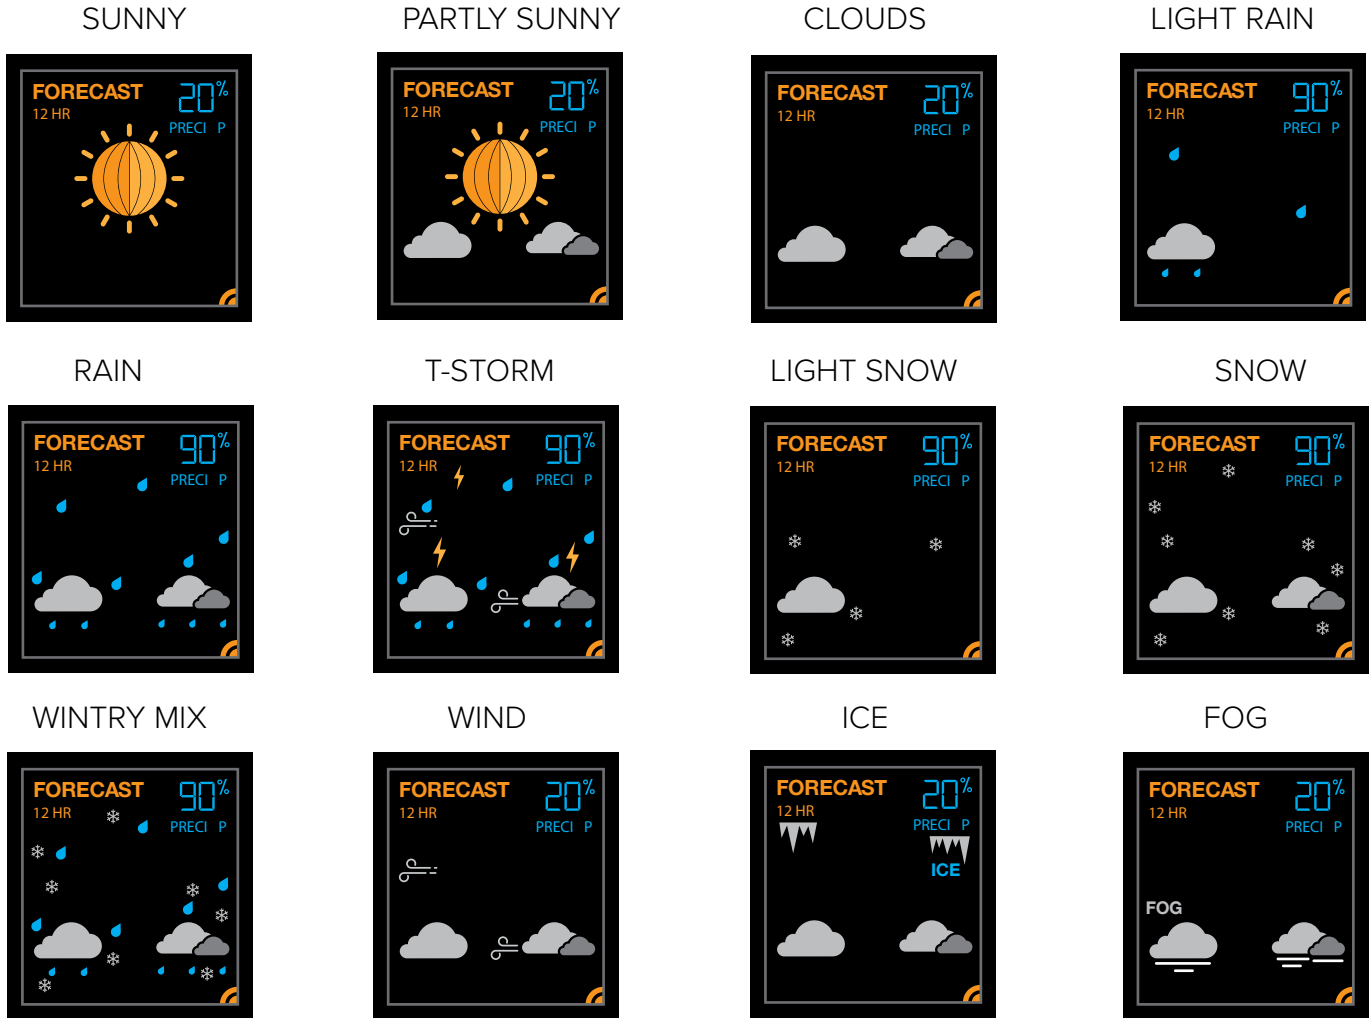 SUNNY
PARTLY SUNNY
CLOUDS
LIGHT RAIN
FORECAST 20%
12 HR
PRECI P
FORECAST 20%
12 HR
PRECI P
FORECAST 20%
12 HR
PRECI P
FORECAST 90%
12 HR
PRECI P
RAIN
T-STORM
LIGHT SNOW
SNOW
FORECAST 90%
12 HR
PRECI P
FORECAST 90%
12 HR
PRECI P
FORECAST 90%
12 HR
PRECI P
FORECAST 90%
12 HR
PRECI P
WINTRY MIX
WIND
ICE
FOG
FORECAST 90%
12 HR
PRECI P
FORECAST 20%
12 HR
PRECI P
FORECAST 20%
12 HR
PRECI P
ICE
FORECAST 20%
12 HR
PRECI P
FOG